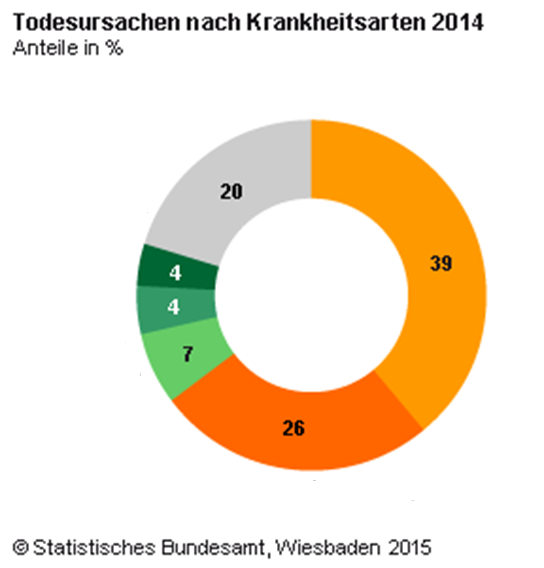 Todesursachen nach Krankheitsarten 2014
Anteile in %
20
39
4
4
7
26
© Statistisches Bundesamt, Wiesbaden 2015